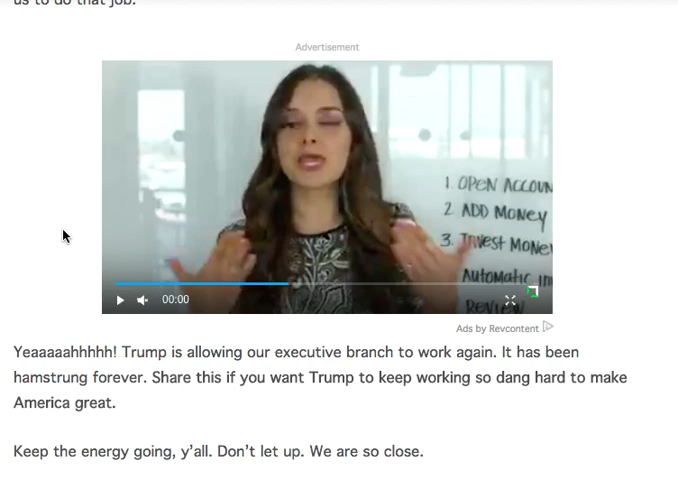 us to do that job.
Advertisement
1. OPEN ACCOUN
2 ADD MONEY
3. INVEST MONEY
AUTOMATIC IN
REVIEW
00:00
Ads by Revcontent
Yeaaaaahhhhh! Trump is allowing our executive branch to work again. It has been
hamstrung forever. Share this if you want Trump to keep working so dang hard to make
America great.
Keep the energy going, y’all. Don’t let up. We are so close.